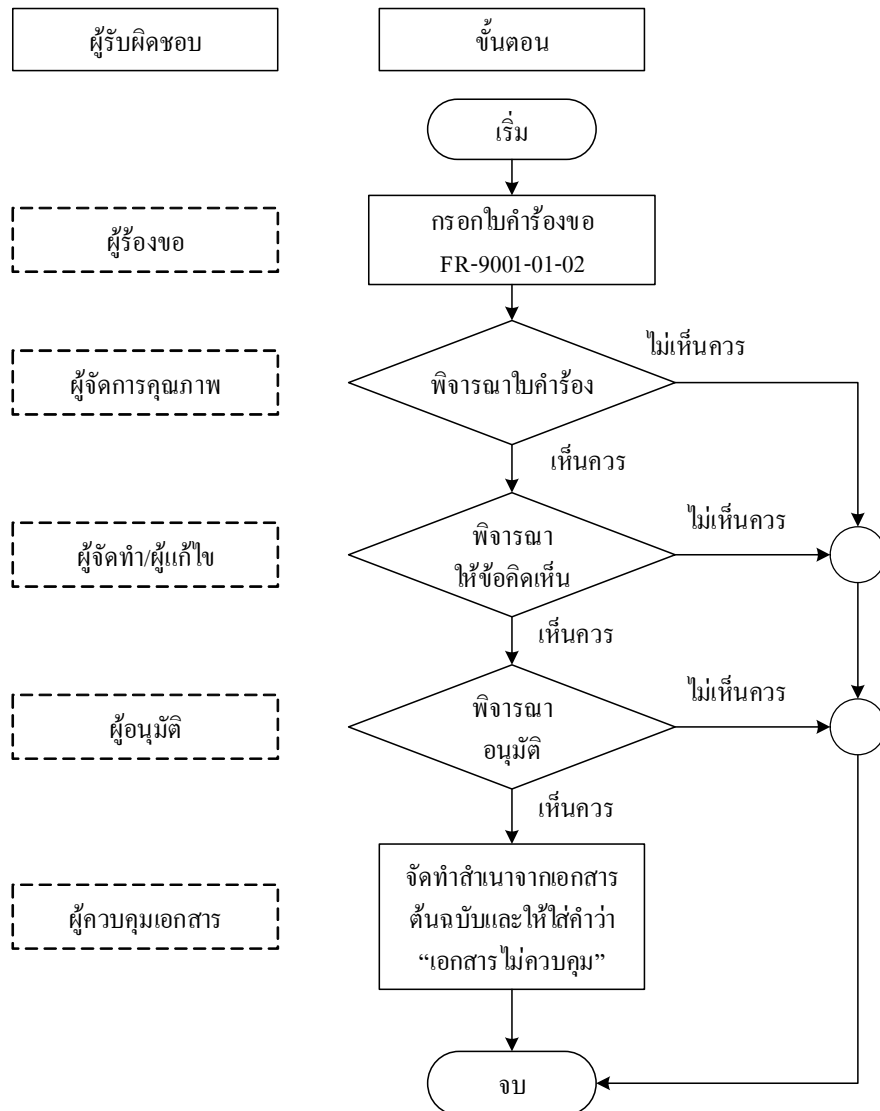 ผู้รับผิดชอบ
ขั้นตอน
เริ่ม
ผู้ร้องขอ
กรอกใบคำร้องขอ
FR-9001-01-02
ผู้จัดการคุณภาพ
พิจารณาใบคำร้อง
ไม่เห็นควร
เห็นควร
ผู้จัดทำ/ผู้แก้ไข
พิจารณา
ให้ข้อคิดเห็น
ไม่เห็นควร
เห็นควร
ผู้อนุมัติ
พิจารณา
อนุมัติ
ไม่เห็นควร
เห็นควร
ผู้ควบคุมเอกสาร
จัดทำสำเนาจากเอกสาร
ต้นฉบับและให้ใส่คำว่า
“เอกสารไม่ควบคุม”
จบ